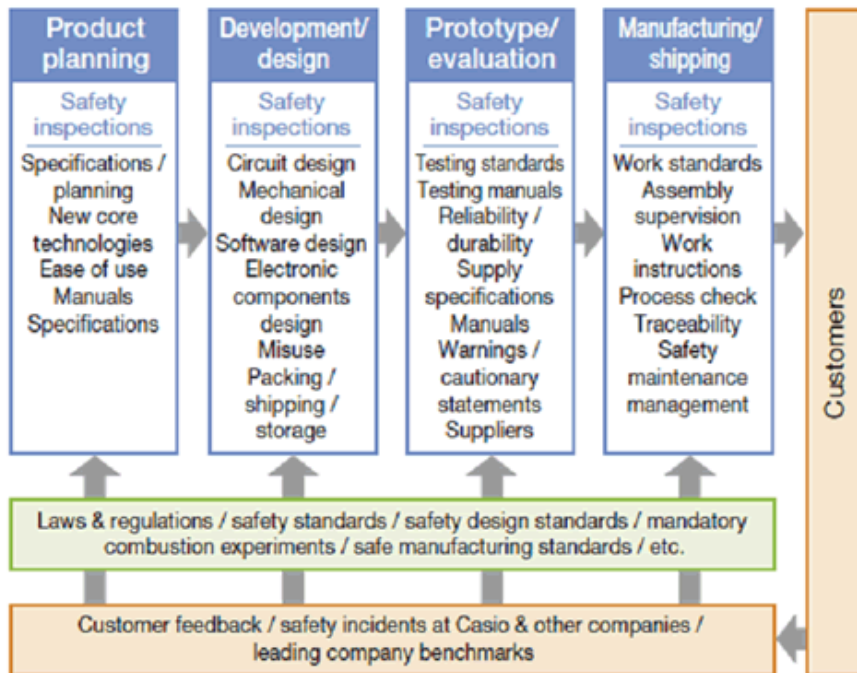 Product
planning
Safety
inspections
Specifications /
planning
New core
technologies
Ease of use
Manuals
Specifications
Development/
design
Safety
inspections
Circuit design
Mechanical
design
Software design
Electronic
components
design
Misuse
Packing /
shipping /
storage
Prototype/
evaluation
Safety
inspections
Testing standards
Testing manuals
Reliability /
durability
Supply
specifications
Manuals
Warnings /
cautionary
statements
Suppliers
Manufacturing/
shipping
Safety
inspections
Work standards
Assembly
supervision
Work
instructions
Process check
Traceability
Safety
maintenance
management
Customers
Laws & regulations / safety standards / safety design standards / mandatory
combustion experiments / safe manufacturing standards / etc.
Customer feedback / safety incidents at Casio & other companies /
leading company benchmarks